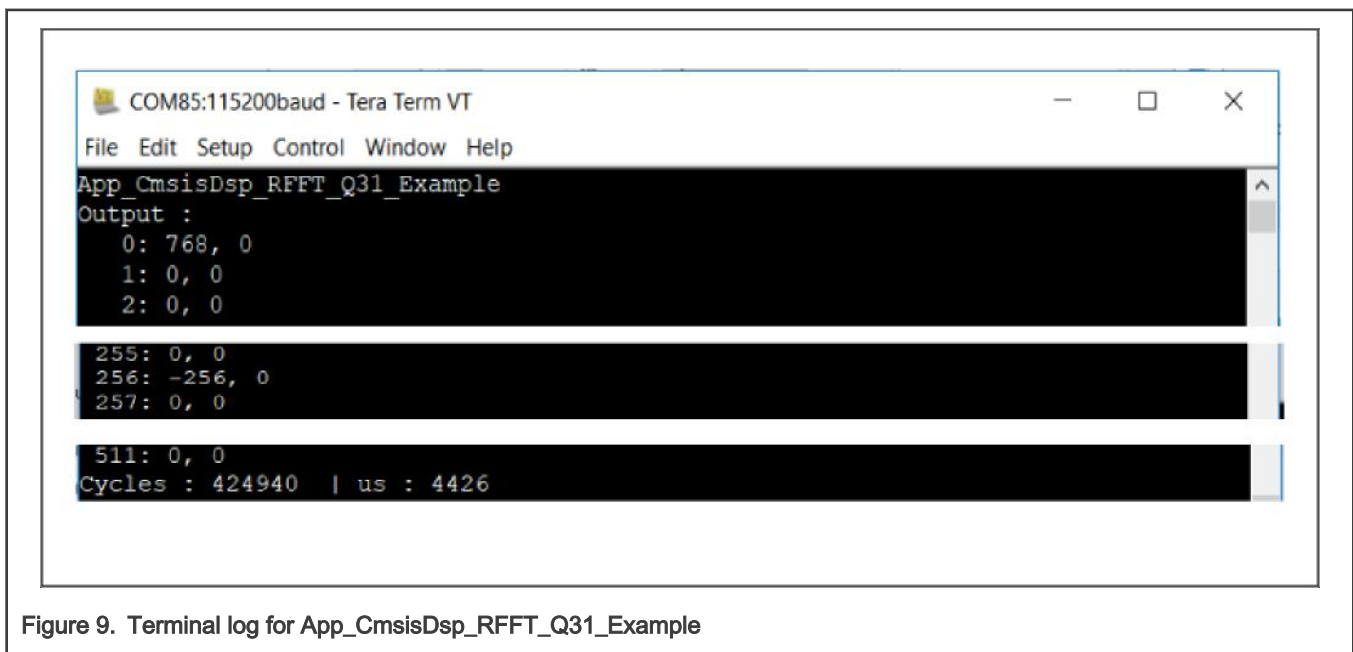 COM85:115200baud - Tera Term VT
File Edit Setup Control Window Help
App_CmsisDsp_RFFT_Q31_Example
Output :
0: 768, 0
1: 0, 0
2: 0, 0
255: 0, 0
256: -256, 0
257: 0, 0
511: 0, 0
Cycles : 424940 | us : 4426
Figure 9. Terminal log for App_CmsisDsp_RFFT_Q31_Example